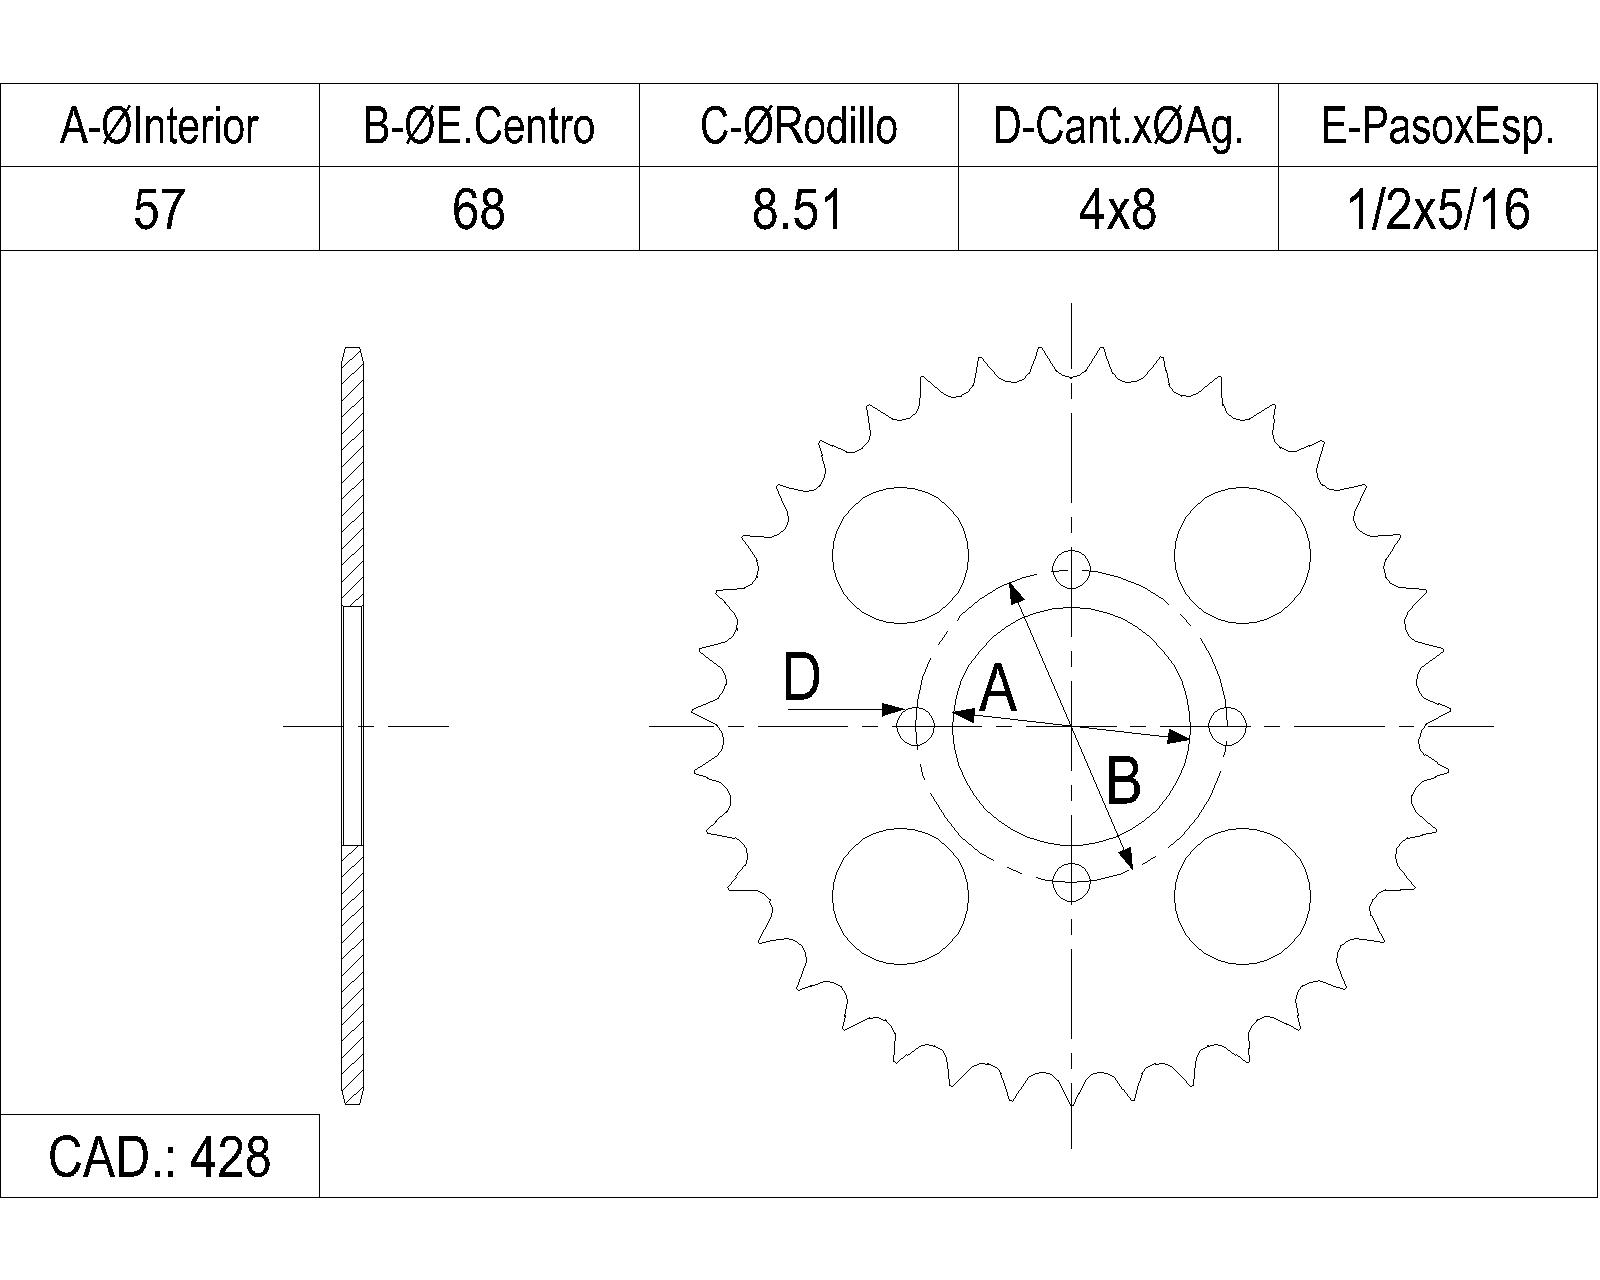 A-ØInterior B-ØE.Centro C-ØRodillo D-Cant.xØAg. E-PasoxEsp.
57 68 8.51 4x8 1/2x5/16
D
A
B
CAD.: 428